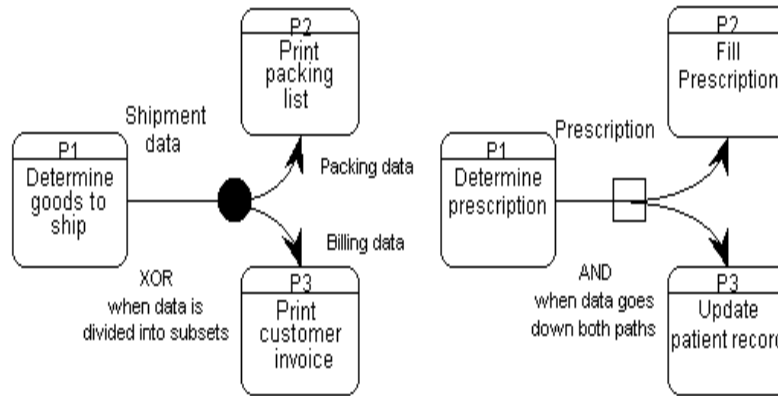 P2
Print
packing
list
Shipment
data
P1
Determine
goods to
ship
Packing data
Billing data
XOR
when data is
divided into subsets
P3
Print
customer
invoice
P2
Fill
Prescription
Prescription
P1
Determine
prescription
AND
when data goes
down both paths
P3
Update
patient record